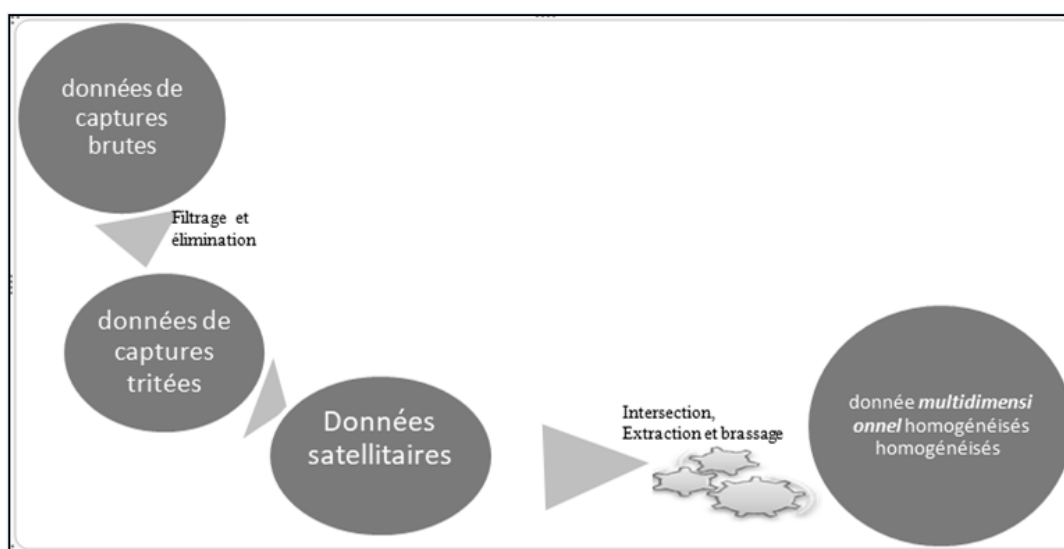 données de
captures
brutes
Filtrage et
élimination
données de
captures
tritées
Données
satellitaires
Intersection,
Extraction et brassage
donnée multidimensi
onnel homogénéisés
homogénéisés